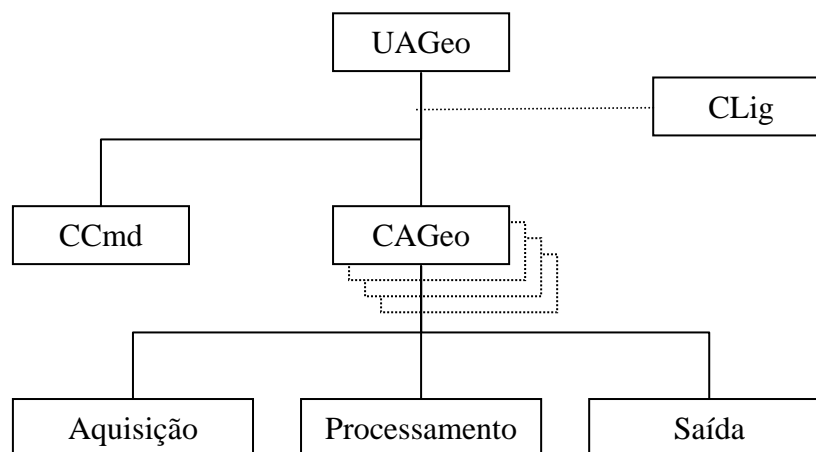 UAGeo
CLig
CCmd
CAGeo
Aquisição
Processamento
Saída